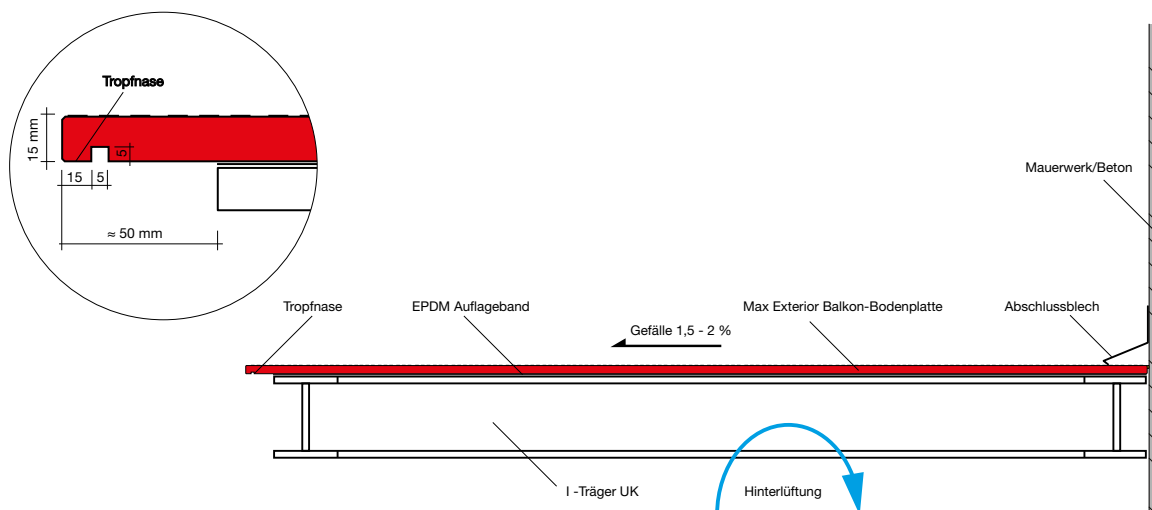 Tropfnase
15 mm
5
15
5
≈ 50 mm
Mauerwerk/Beton
Tropfnase
EPDM Auflageband
Max Exterior Balkon-Bodenplatte
Abschlussblech
Gefälle 1,5 - 2 %
I -Träger UK
Hinterlüftung